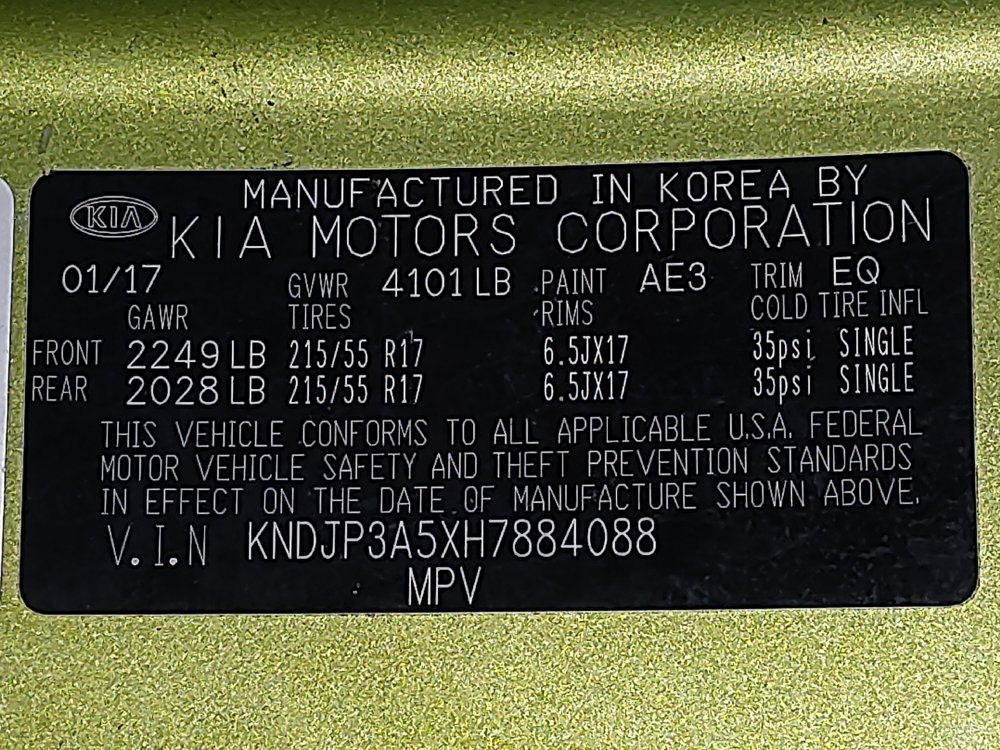 MANUFACTURED IN KOREA BY
KIA KIA MOTORS CORPORATION
01/17 GVWR 4101 LB PAINT AE3 TRIM EQ
GAWR TIRES RIMS COLD TIRE INFL
FRONT 2249 LB 215/55 R17 6.5JX17 35psi SINGLE
REAR 2028 LB 215/55 R17 6.5JX17 35psi SINGLE
THIS VEHICLE CONFORMS TO ALL APPLICABLE U.S.A. FEDERAL
MOTOR VEHICLE SAFETY AND THEFT PREVENTION STANDARDS
IN EFFECT ON THE DATE OF MANUFACTURE SHOWN ABOVE.
V.I.N KNDJP3A5XH7884088
MPV